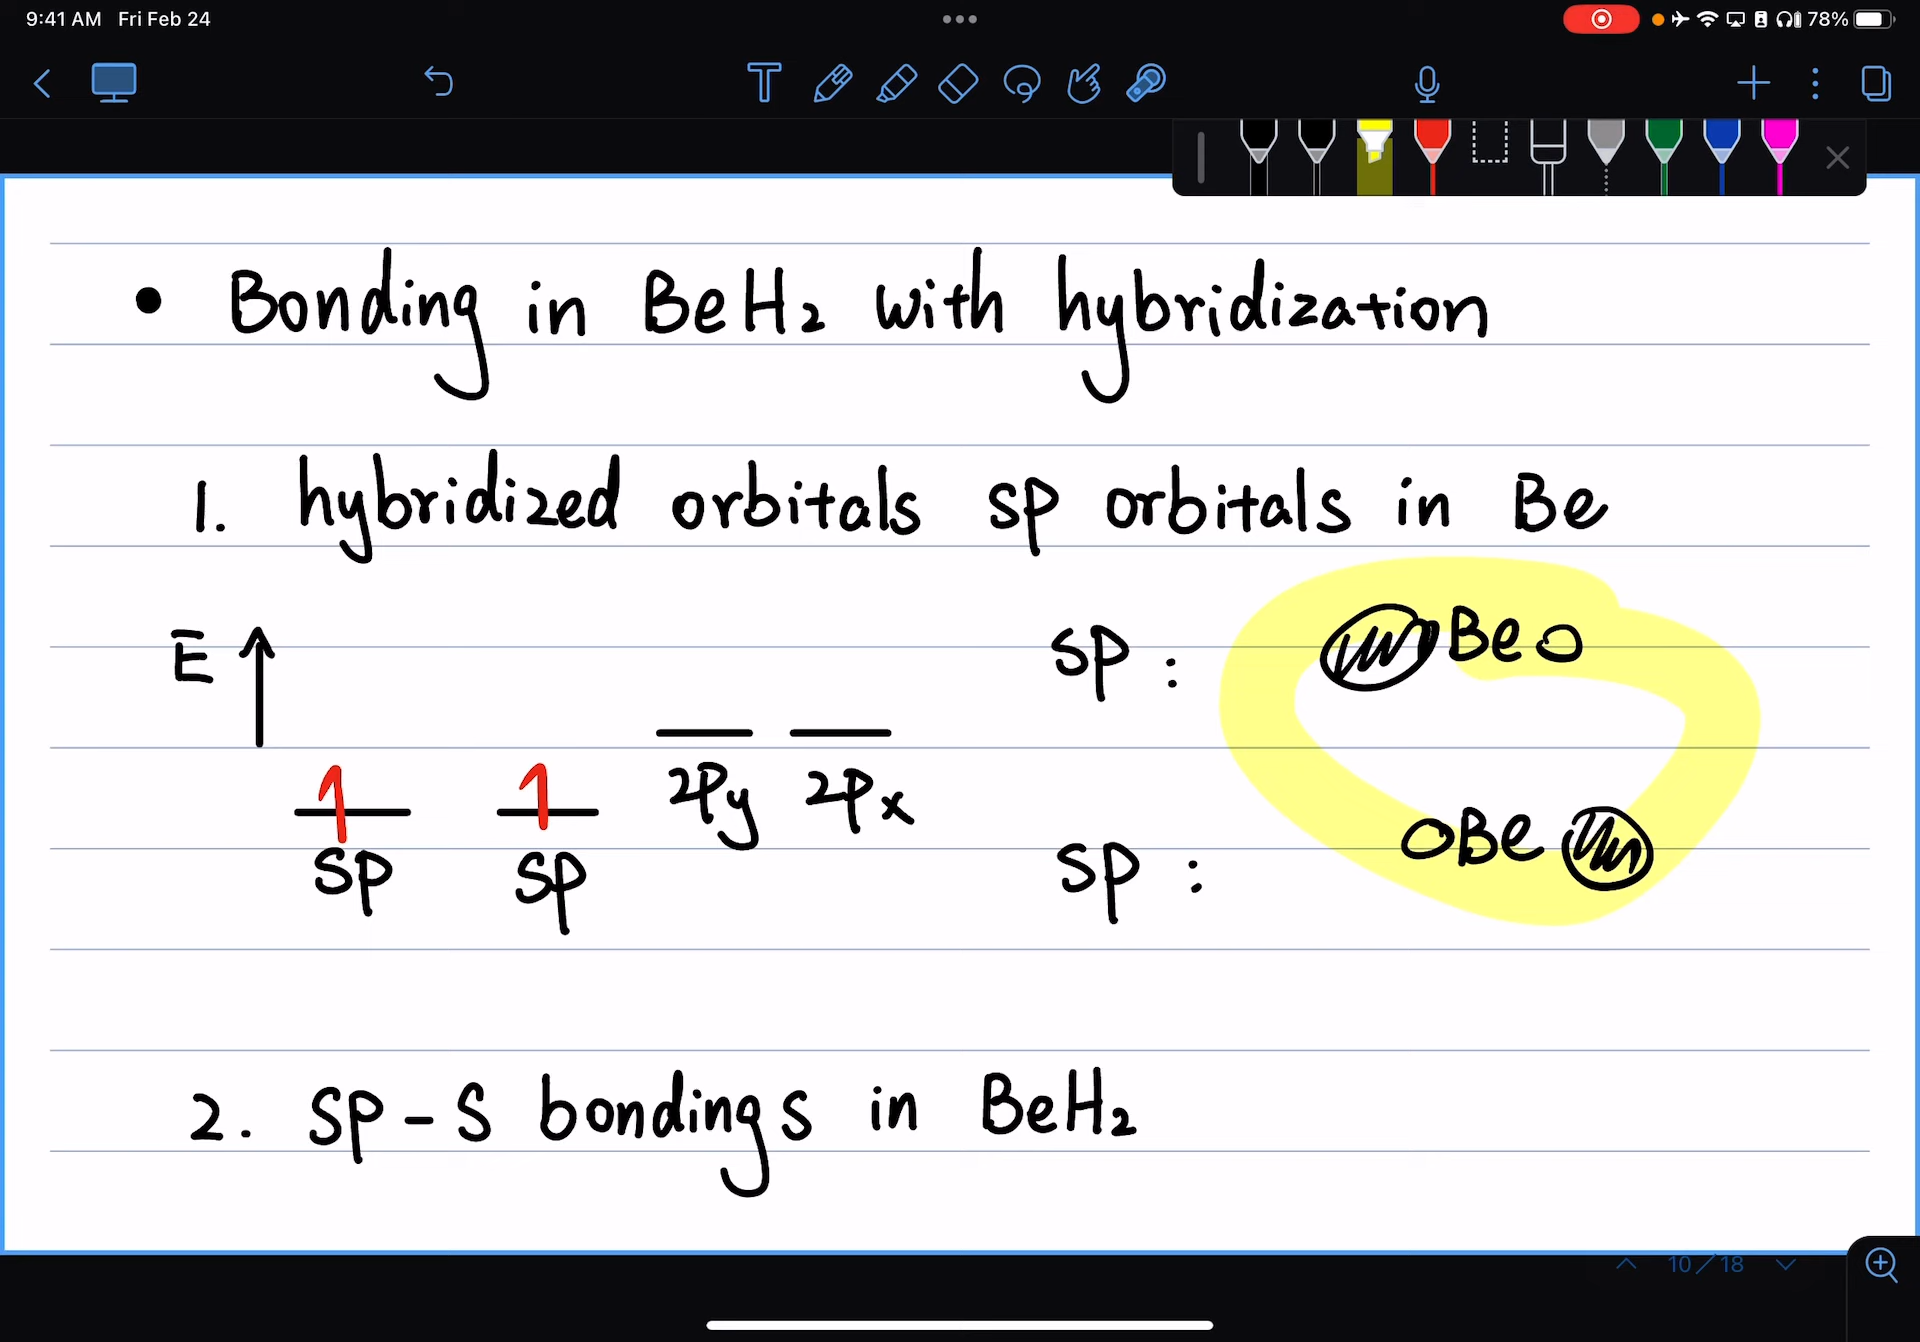 9:41 AM Fri Feb 24 78%
• Bonding in BeH₂ with hybridization
1. hybridized orbitals sp orbitals in Be
E ↑ sp : Be
2py 2px
sp sp sp : Be
2. sp-s bondings in BeH₂
10/18